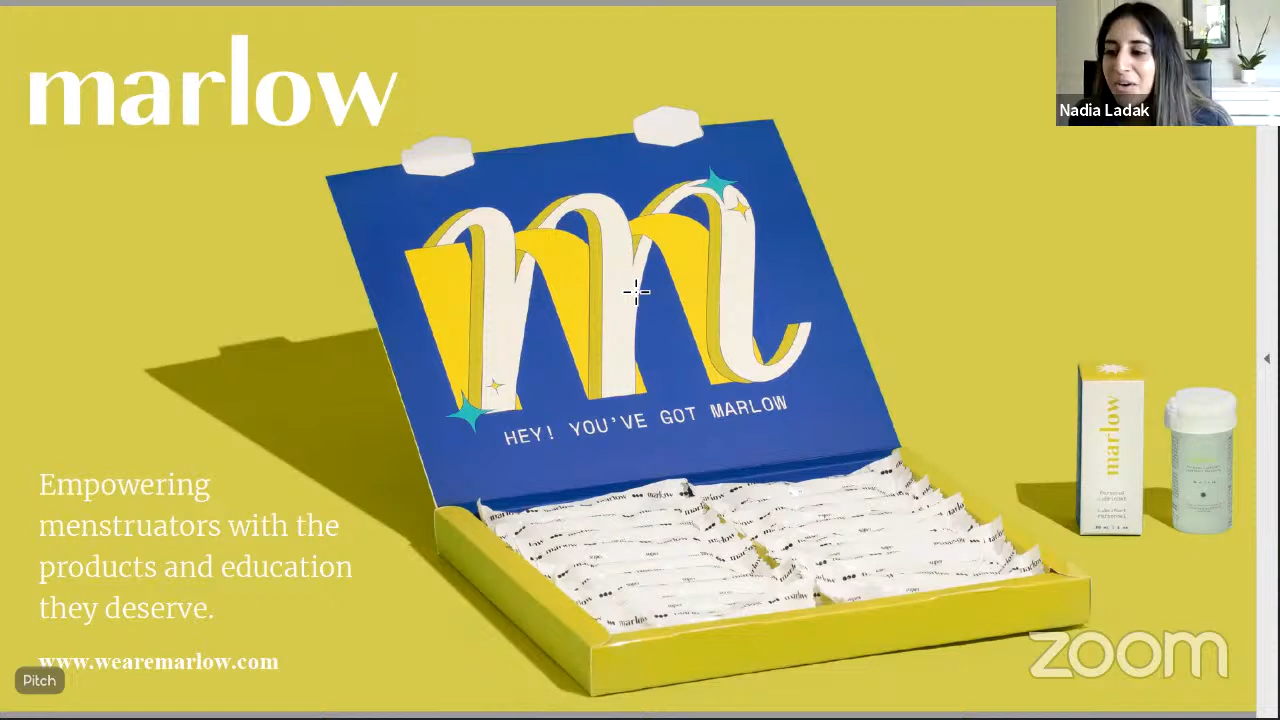 marlow
Nadia Ladak
HEY! YOU'VE GOT MARLOW
marlow
Empowering
menstruators with the
products and education
they deserve.
www.wearemarlow.com
Pitch
zoom